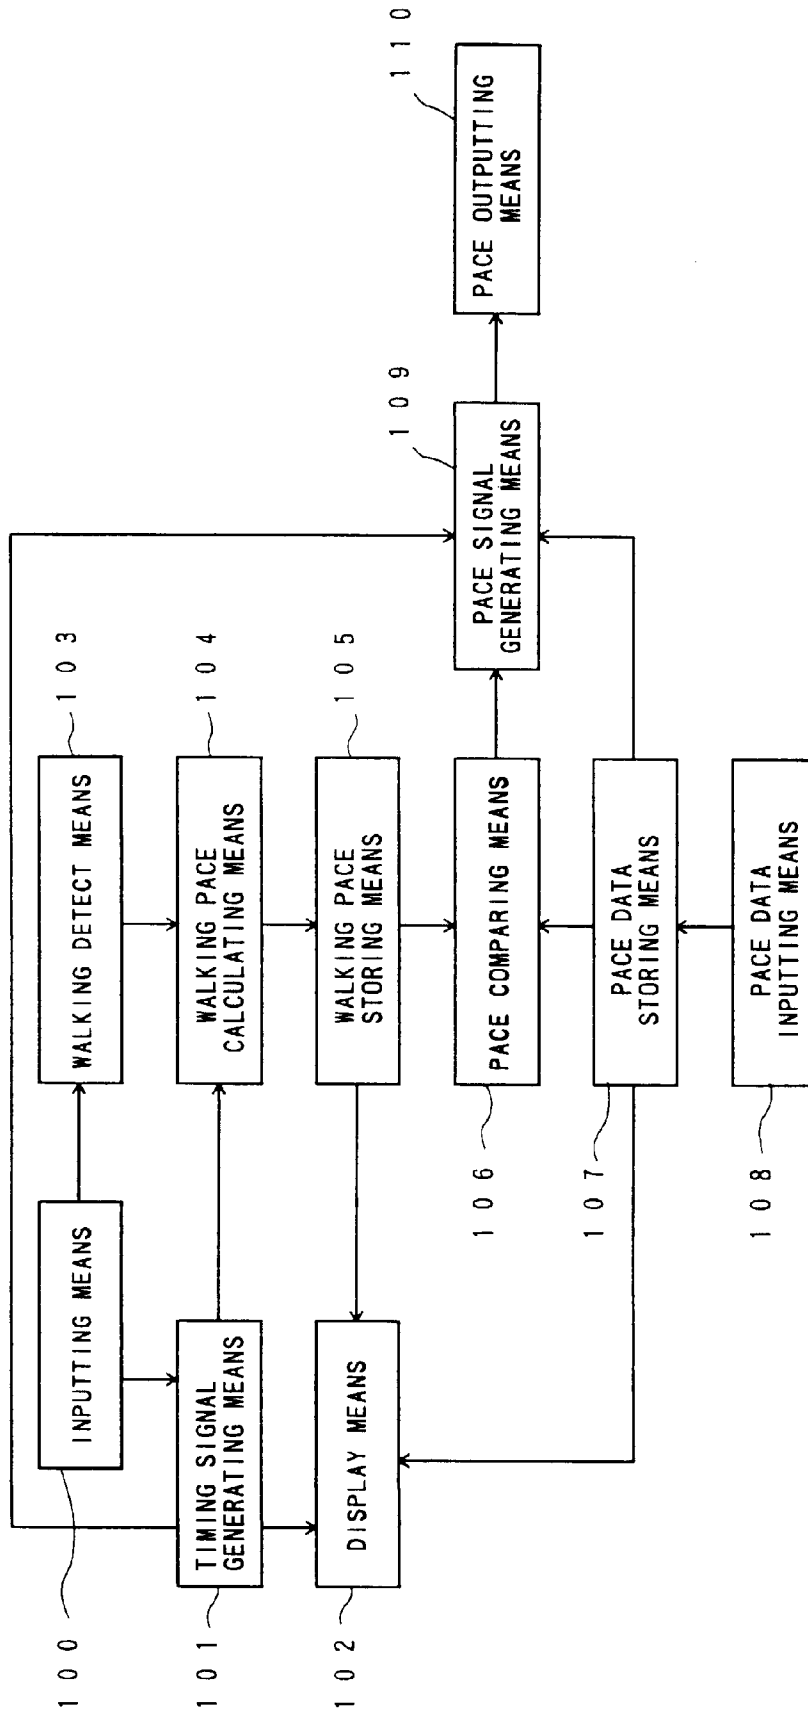 100
INPUTTING MEANS
101
TIMING SIGNAL
GENERATING MEANS
102
DISPLAY MEANS
WALKING DETECT MEANS
103
WALKING PACE
CALCULATING MEANS
104
WALKING PACE
STORING MEANS
105
106
PACE COMPARING MEANS
107
PACE DATA
STORING MEANS
108
PACE DATA
INPUTTING MEANS
109
PACE SIGNAL
GENERATING MEANS
110
PACE OUTPUTTING
MEANS